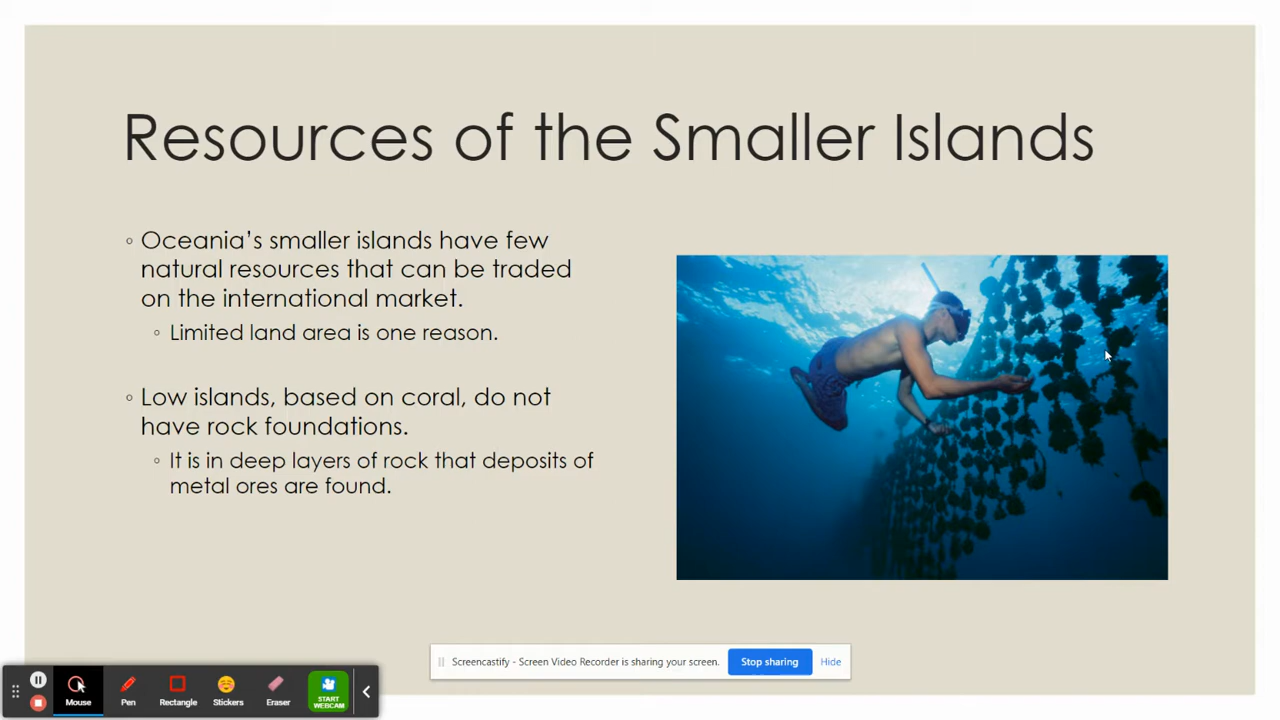 Resources of the Smaller Islands
◦ Oceania’s smaller islands have few
natural resources that can be traded
on the international market.
◦ Limited land area is one reason.
◦ Low islands, based on coral, do not
have rock foundations.
◦ It is in deep layers of rock that deposits of
metal ores are found.
Screencastify - Screen Video Recorder is sharing your screen. Stop sharing Hide
Mouse Pen Rectangle Stickers Eraser START
WEBCAM